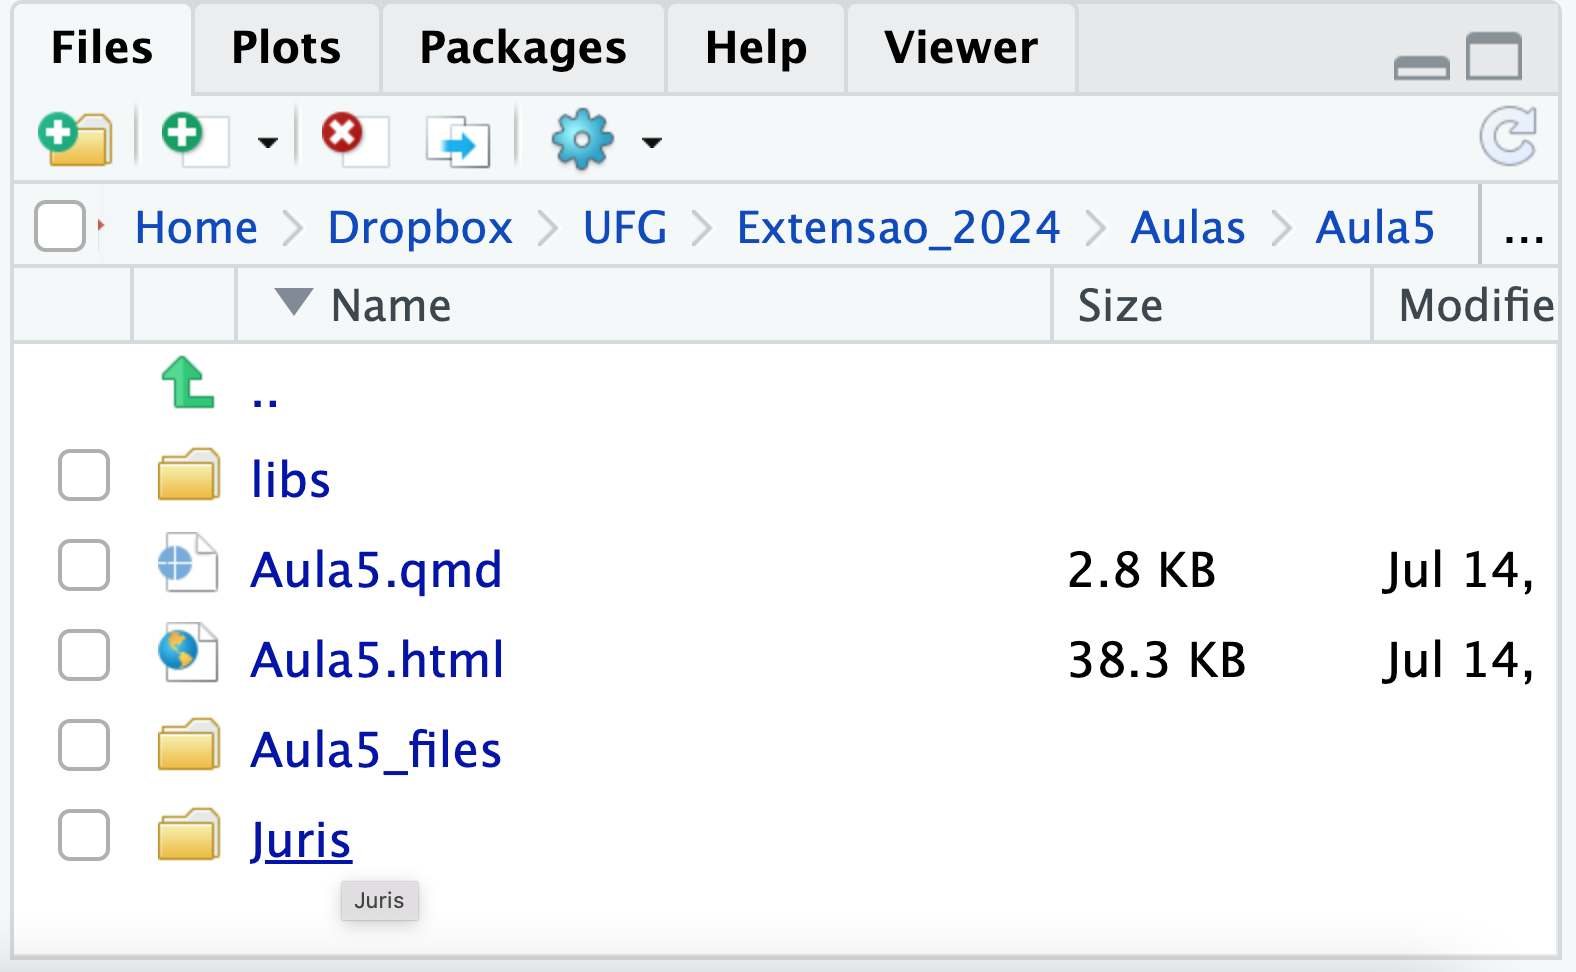 Files Plots Packages Help Viewer
Home Dropbox UFG Extensao_2024 Aulas Aula5 ...
Name Size Modifie
..
libs
Aula5.qmd 2.8 KB Jul 14,
Aula5.html 38.3 KB Jul 14,
Aula5_files
Juris
Juris